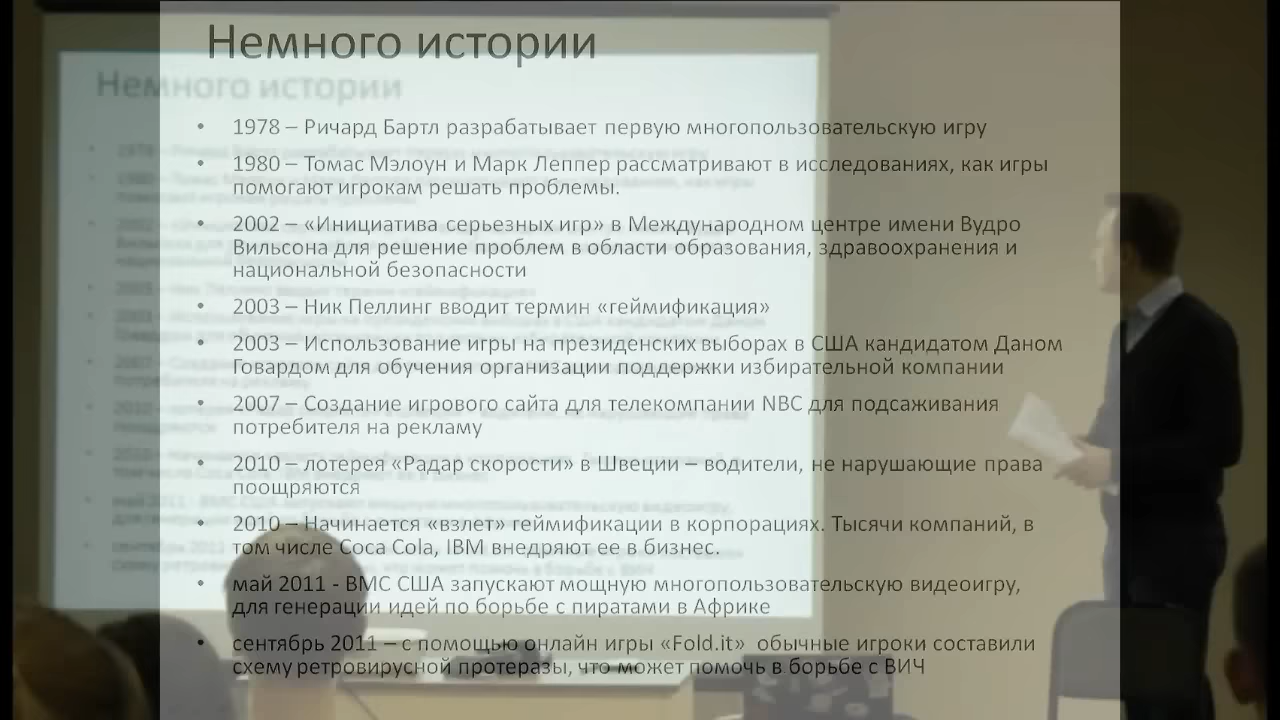 Немного истории
• 1978 – Ричард Бартл разрабатывает первую многопользовательскую игру
• 1980 – Томас Мэлоун и Марк Леппер рассматривают в исследованиях, как игры
помогают игрокам решать проблемы.
• 2002 – «Инициатива серьезных игр» в Международном центре имени Вудро
Вильсона для решение проблем в области образования, здравоохранения и
национальной безопасности
• 2003 – Ник Пеллинг вводит термин «геймификация»
• 2003 – Использование игры на президенских выборах в США кандидатом Даном
Говардом для обучения организации поддержки избирательной компании
• 2007 – Создание игрового сайта для телекомпании NBC для подсаживания
потребителя на рекламу
• 2010 – лотерея «Радар скорости» в Швеции – водители, не нарушающие права
поощряются
• 2010 – Начинается «взлет» геймификации в корпорациях. Тысячи компаний, в
том числе Coca Cola, IBM внедряют ее в бизнес.
• май 2011 - ВМС США запускают мощную многопользовательскую видеоигру,
для генерации идей по борьбе с пиратами в Африке
• сентябрь 2011 – с помощью онлайн игры «Fold.it» обычные игроки составили
схему ретровирусной протеразы, что может помочь в борьбе с ВИЧ
Немного истории